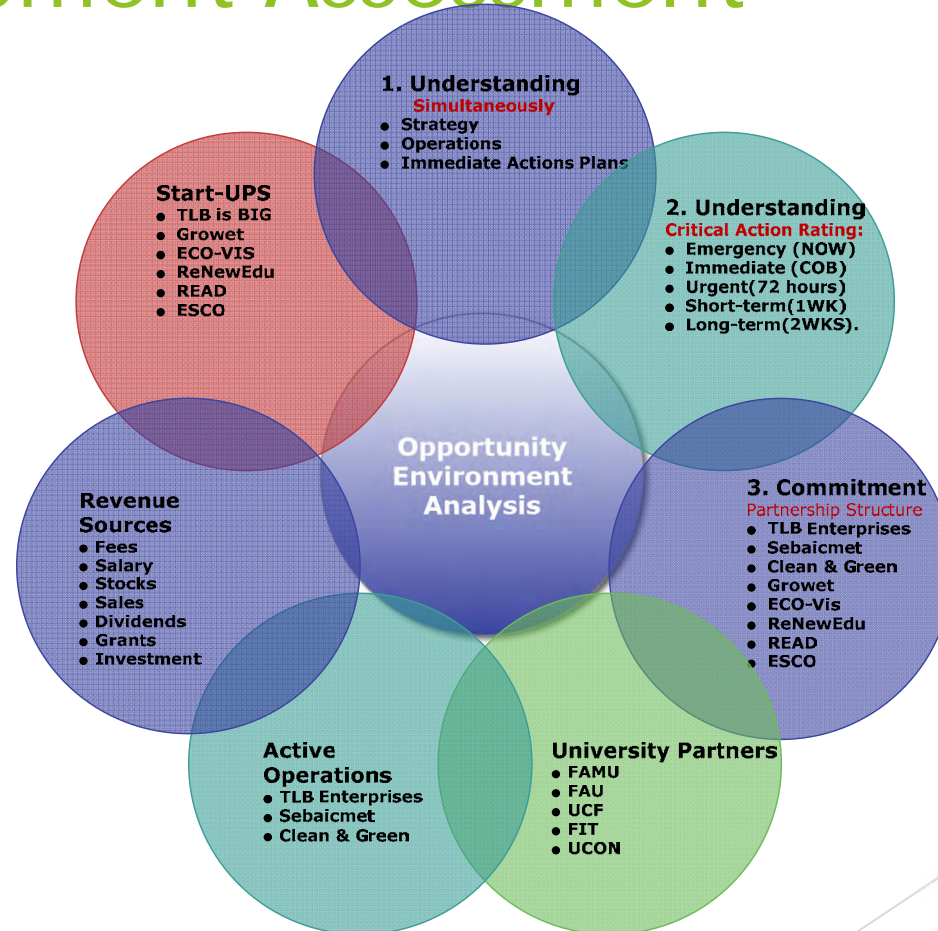 ment Assessment
1. Understanding
Simultaneously
● Strategy
● Operations
● Immediate Actions Plans
2. Understanding
Critical Action Rating:
● Emergency (NOW)
● Immediate (COB)
● Urgent(72 hours)
● Short-term(1WK)
● Long-term(2WKS).
3. Commitment
Partnership Structure
● TLB Enterprises
● Sebaicmet
● Clean & Green
● Growet
● ECO-Vis
● ReNewEdu
● READ
● ESCO
University Partners
● FAMU
● FAU
● UCF
● FIT
● UCON
Active
Operations
● TLB Enterprises
● Sebaicmet
● Clean & Green
Revenue
Sources
● Fees
● Salary
● Stocks
● Sales
● Dividends
● Grants
● Investment
Start-UPS
● TLB is BIG
● Growet
● ECO-VIS
● ReNewEdu
● READ
● ESCO
Opportunity
Environment
Analysis